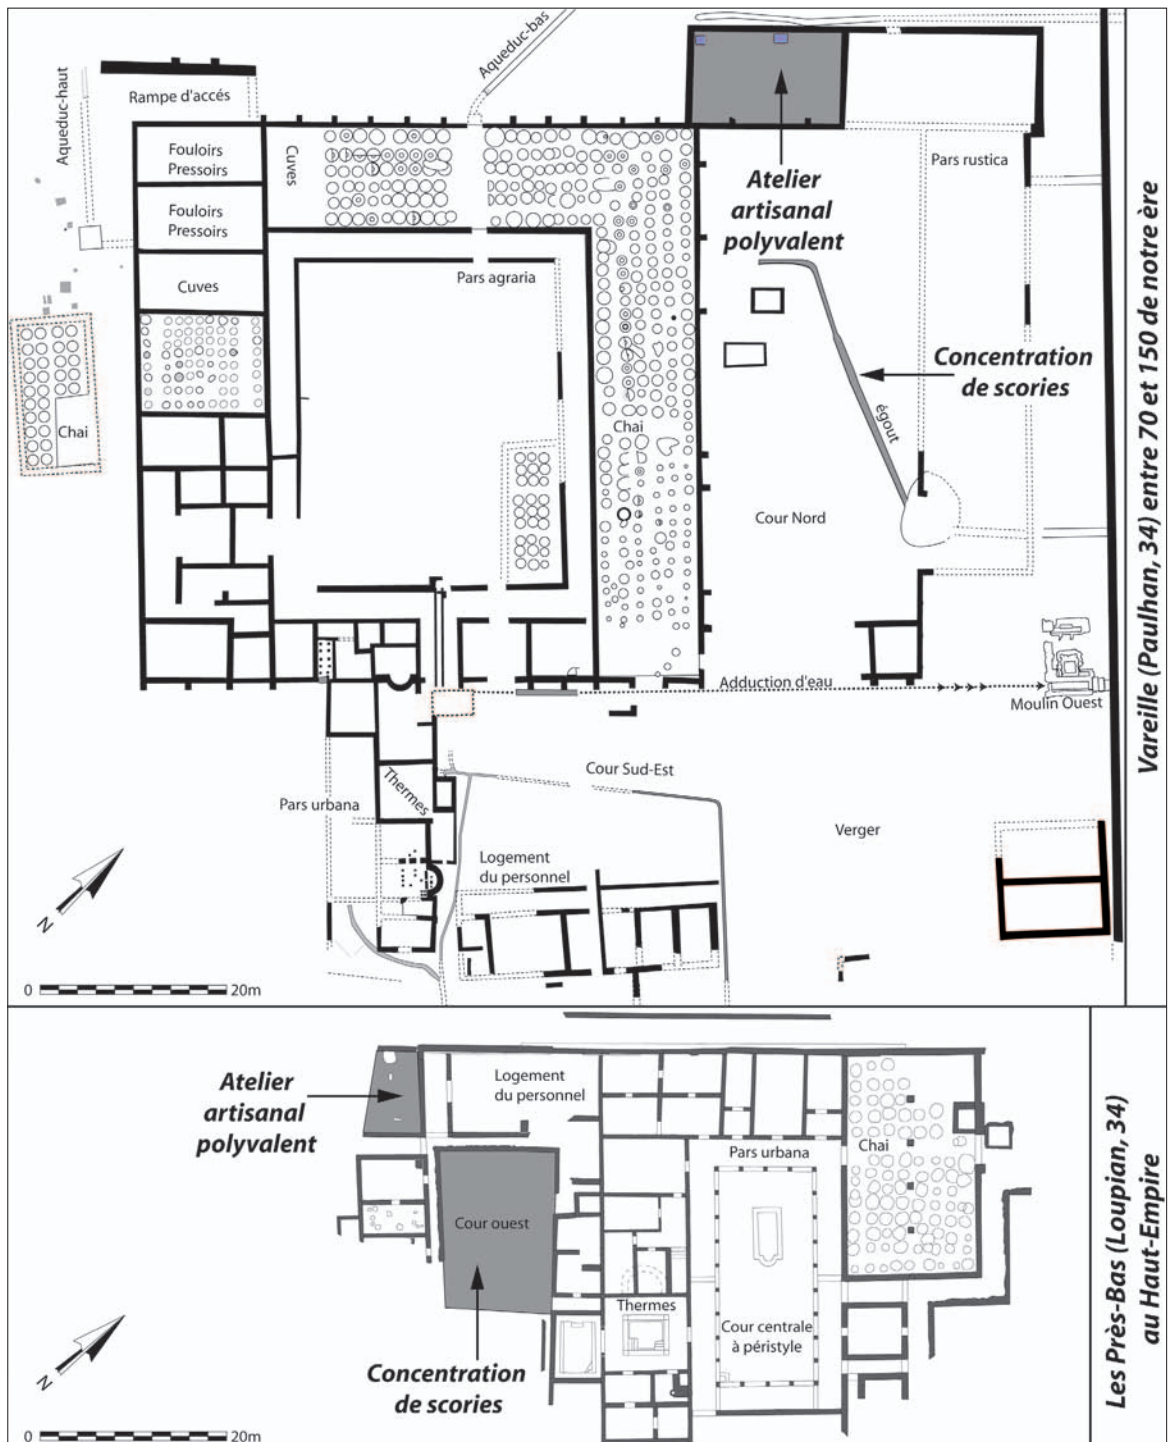 Aqueduc-haut
Rampe d'accés
Aqueduc-bas
Fouloirs
Pressoirs
Cuves
Fouloirs
Pressoirs
Cuves
Chai
Pars agraria
Chai
Atelier
artisanal
polyvalent
Pars rustica
Concentration
de scories
égout
Cour Nord
Adduction d'eau
Moulin Ouest
Cour Sud-Est
Thermes
Pars urbana
Logement
du personnel
Verger
N
0 20m
Vareille (Paulhan, 34) entre 70 et 150 de notre ère
Atelier
artisanal
polyvalent
Logement
du personnel
Pars urbana
Chai
Cour ouest
Thermes
Cour centrale
à péristyle
Concentration
de scories
N
0 20m
Les Près-Bas (Loupian, 34)
au Haut-Empire